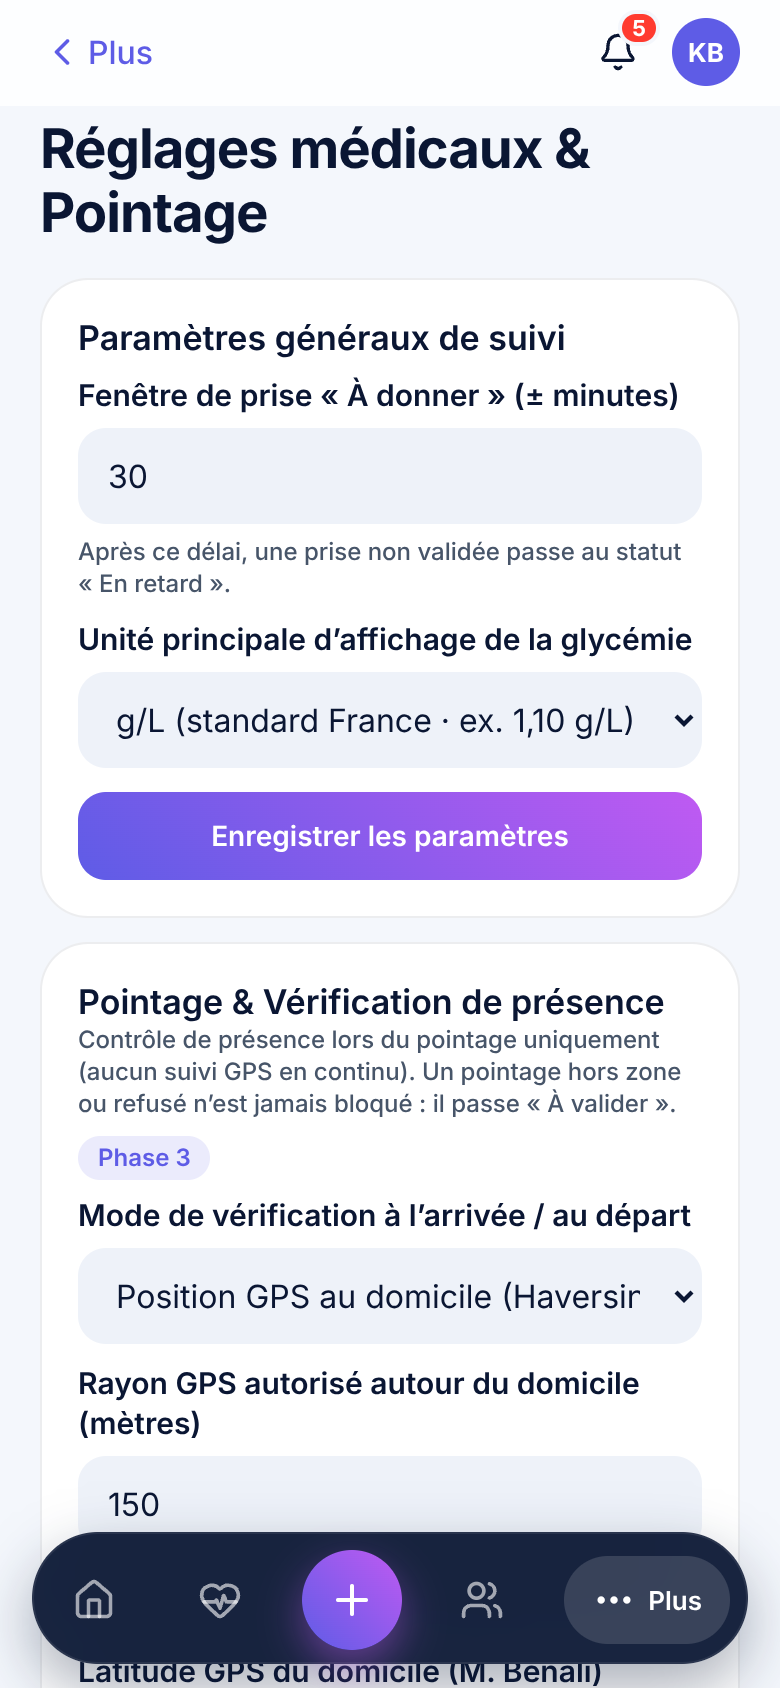 Plus
5
KB
Réglages médicaux &
Pointage
Paramètres généraux de suivi
Fenêtre de prise « À donner » (± minutes)
30
Après ce délai, une prise non validée passe au statut
« En retard ».
Unité principale d’affichage de la glycémie
g/L (standard France · ex. 1,10 g/L)
Enregistrer les paramètres
Pointage & Vérification de présence
Contrôle de présence lors du pointage uniquement
(aucun suivi GPS en continu). Un pointage hors zone
ou refusé n’est jamais bloqué : il passe « À valider ».
Phase 3
Mode de vérification à l’arrivée / au départ
Position GPS au domicile (Haversin
Rayon GPS autorisé autour du domicile
(mètres)
150
Plus
Latitude GPS du domicile (M. Benali)